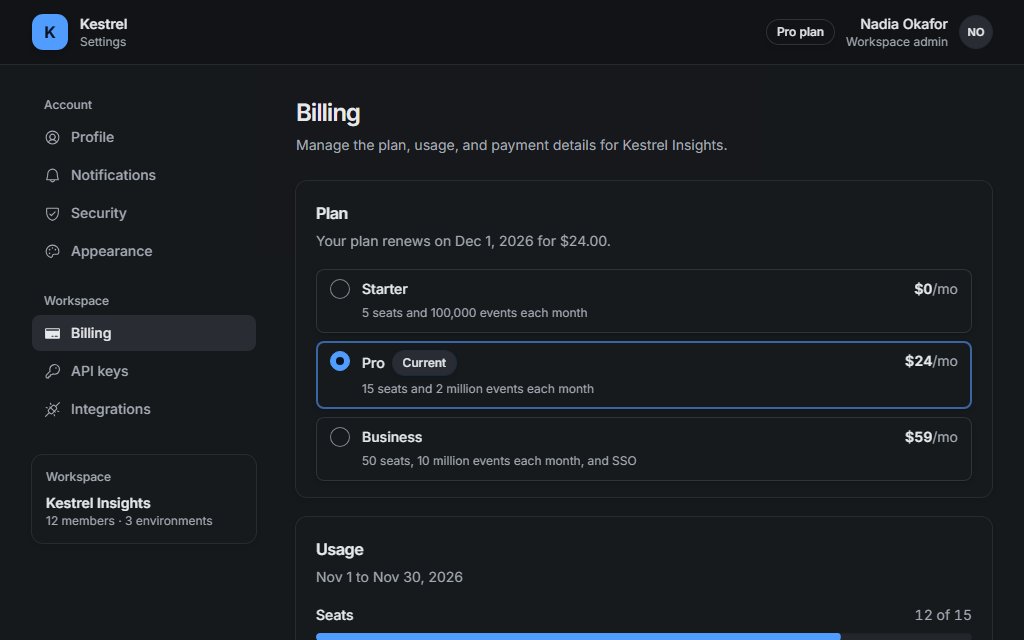 K
Kestrel
Settings
Pro plan
Nadia Okafor
Workspace admin
NO
Account
Profile
Notifications
Security
Appearance
Workspace
Billing
API keys
Integrations
Workspace
Kestrel Insights
12 members · 3 environments
Billing
Manage the plan, usage, and payment details for Kestrel Insights.
Plan
Your plan renews on Dec 1, 2026 for $24.00.
Starter $0/mo
5 seats and 100,000 events each month
Pro Current $24/mo
15 seats and 2 million events each month
Business $59/mo
50 seats, 10 million events each month, and SSO
Usage
Nov 1 to Nov 30, 2026
Seats 12 of 15